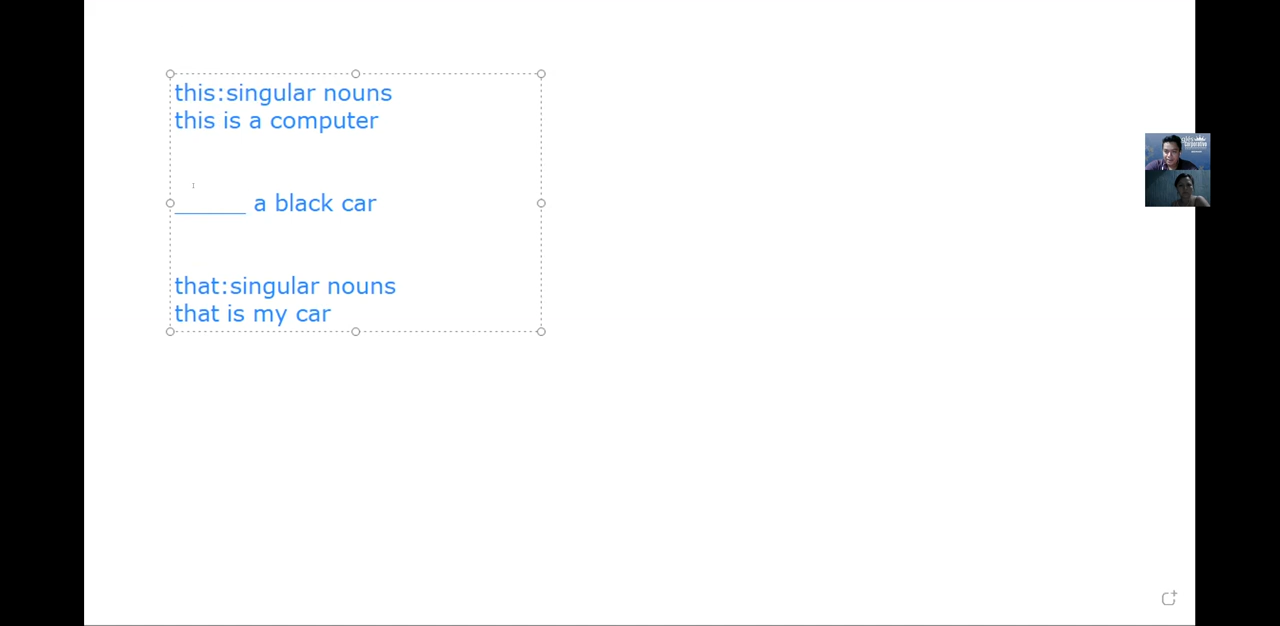 this:singular nouns
this is a computer
______ a black car
that:singular nouns
that is my car